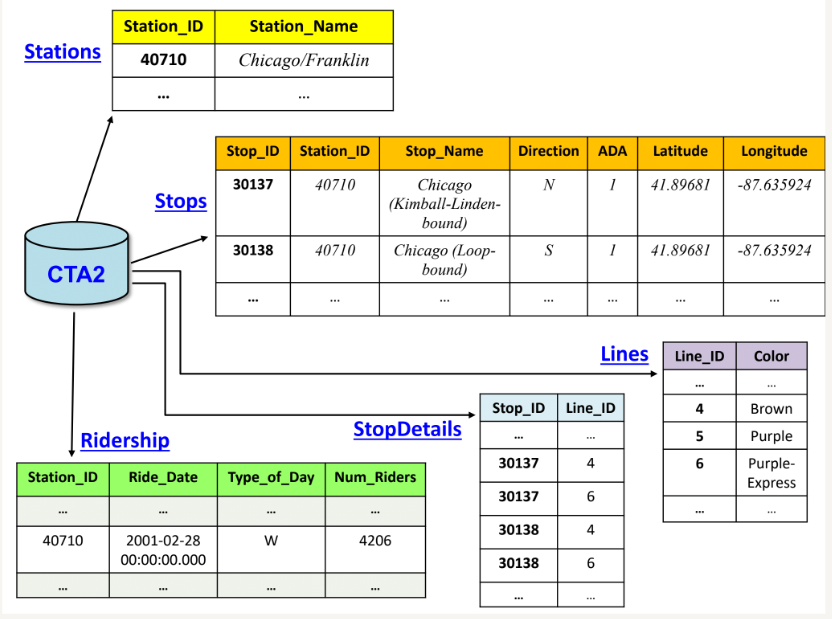 Stations
Station_ID Station_Name
40710 Chicago/Franklin
... ...
Stops
Stop_ID Station_ID Stop_Name Direction ADA Latitude Longitude
30137 40710 Chicago N 1 41.89681 -87.635924
(Kimball-Linden-
bound)
30138 40710 Chicago (Loop- S 1 41.89681 -87.635924
bound)
... ... ... ... ... ... ...
CTA2
Lines
Line_ID Color
... ...
4 Brown
5 Purple
6 Purple-
Express
... ...
StopDetails
Stop_ID Line_ID
... ...
30137 4
30137 6
30138 4
30138 6
... ...
Ridership
Station_ID Ride_Date Type_of_Day Num_Riders
... ... ... ...
40710 2001-02-28 W 4206
00:00:00.000
... ... ... ...